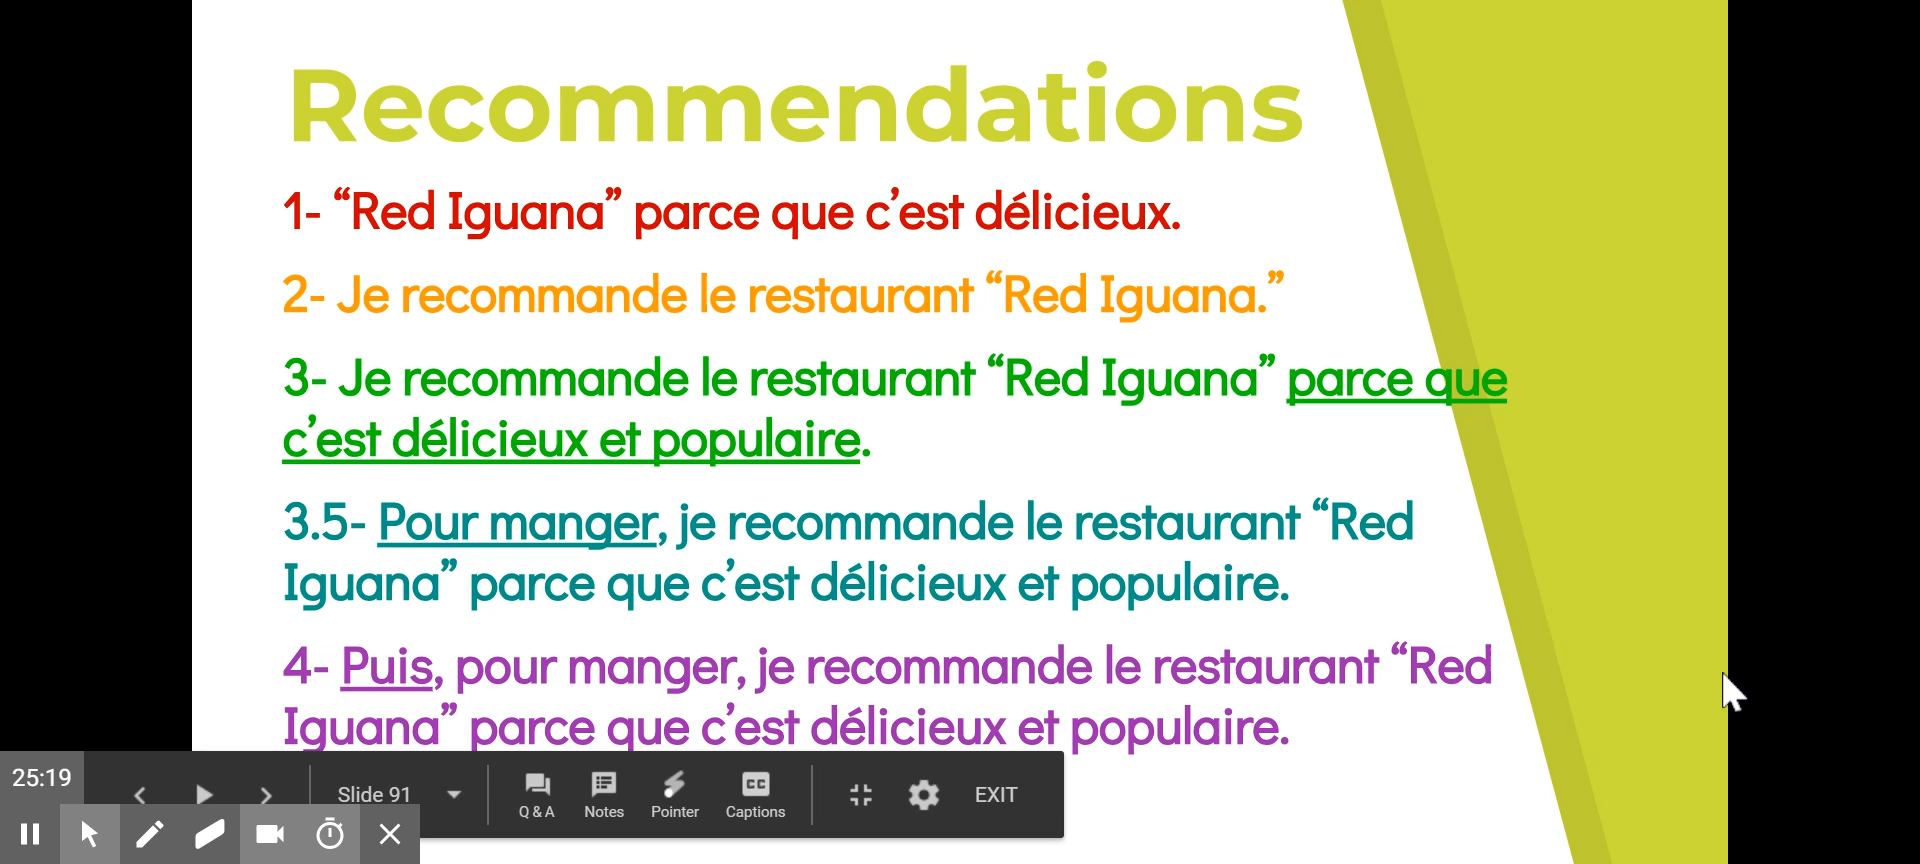 Recommendations
1- “Red Iguana” parce que c’est délicieux.
2- Je recommande le restaurant “Red Iguana.”
3- Je recommande le restaurant “Red Iguana” parce que
c’est délicieux et populaire.
3.5- Pour manger, je recommande le restaurant “Red
Iguana” parce que c’est délicieux et populaire.
4- Puis, pour manger, je recommande le restaurant “Red
Iguana” parce que c’est délicieux et populaire.
25:19
Slide 91
Q & A
Notes
Pointer
CC
Captions
EXIT